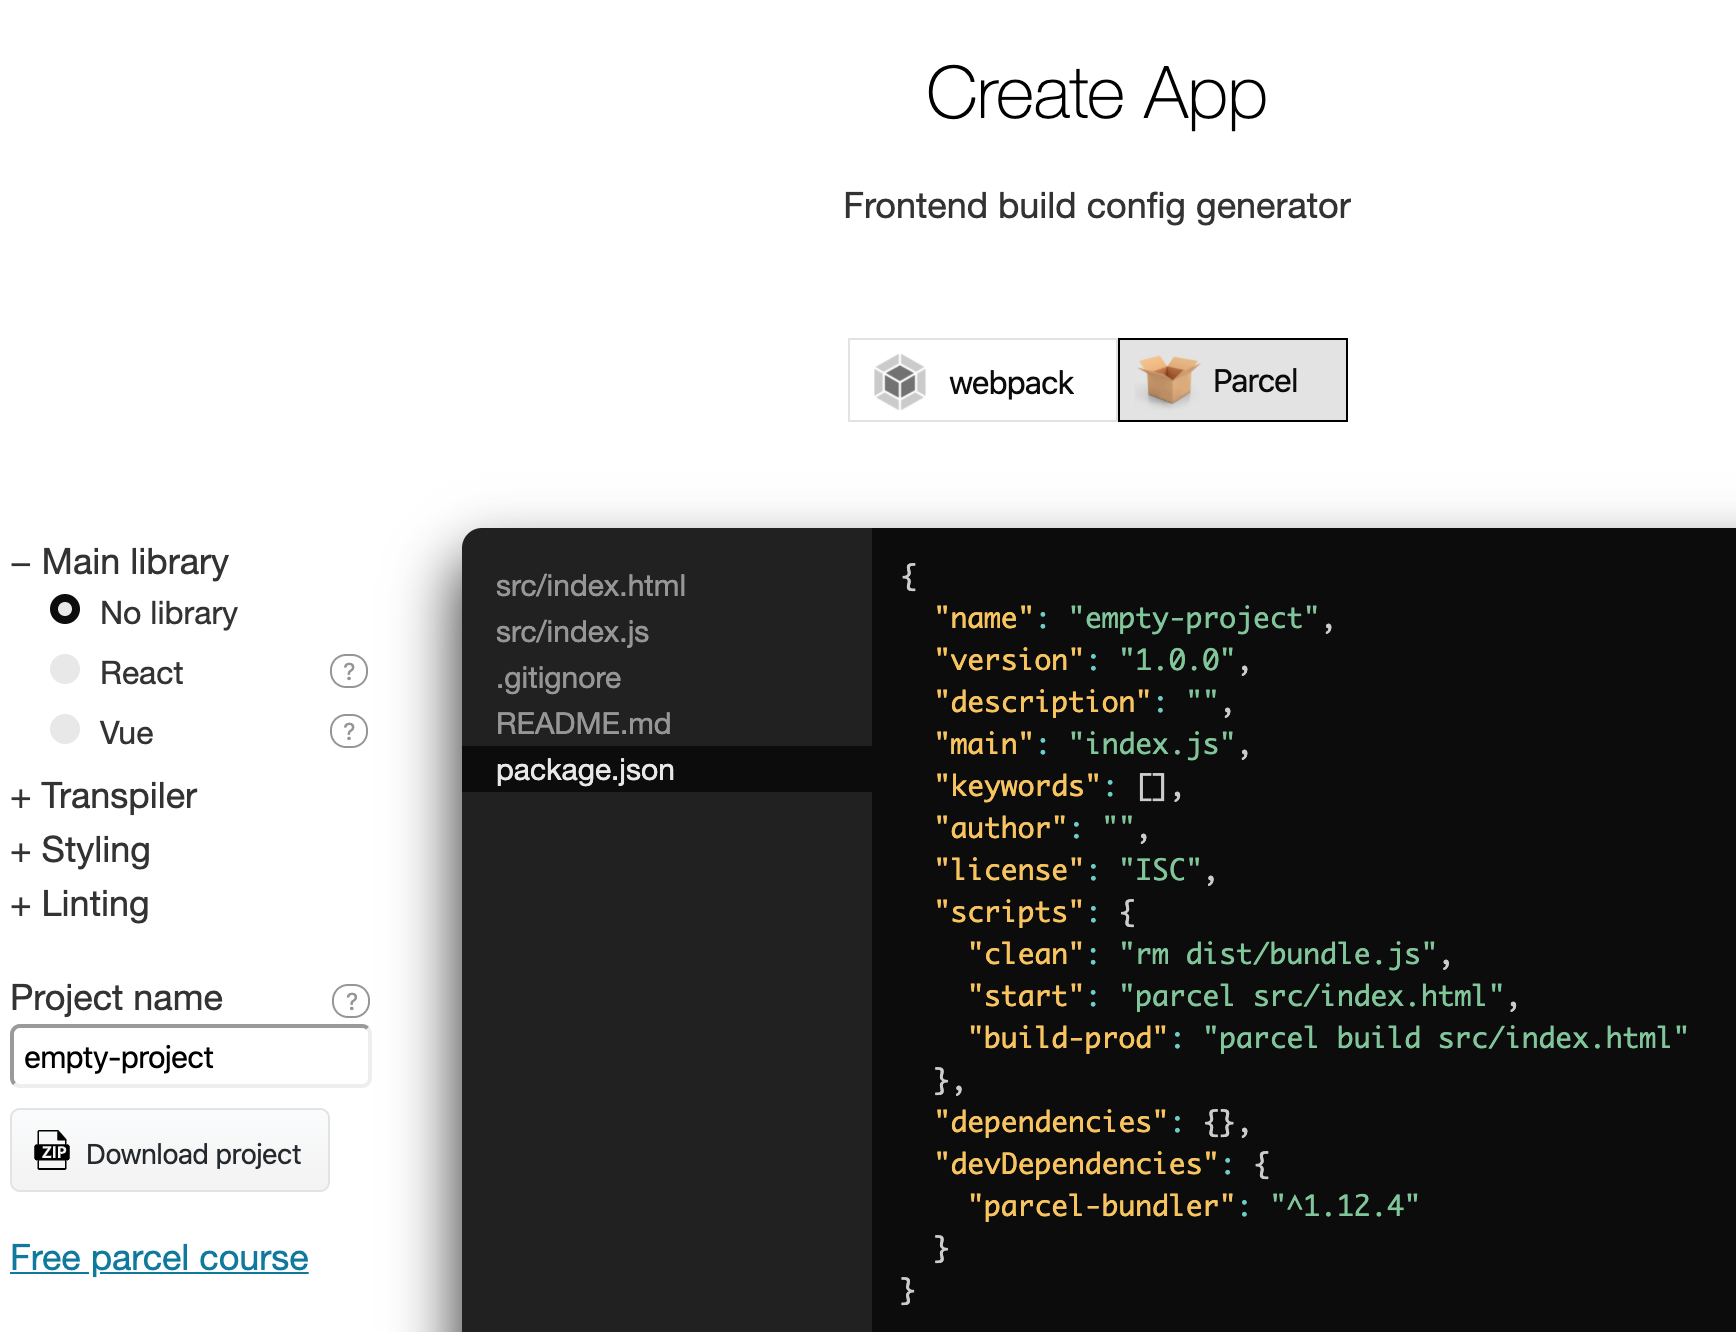 Create App
Frontend build config generator
webpack
Parcel
– Main library
No library
React ?
Vue ?
+ Transpiler
+ Styling
+ Linting
Project name ?
empty-project
ZIP Download project
Free parcel course
src/index.html
src/index.js
.gitignore
README.md
package.json
{
  "name": "empty-project",
  "version": "1.0.0",
  "description": "",
  "main": "index.js",
  "keywords": [],
  "author": "",
  "license": "ISC",
  "scripts": {
    "clean": "rm dist/bundle.js",
    "start": "parcel src/index.html",
    "build-prod": "parcel build src/index.html"
  },
  "dependencies": {},
  "devDependencies": {
    "parcel-bundler": "^1.12.4"
  }
}